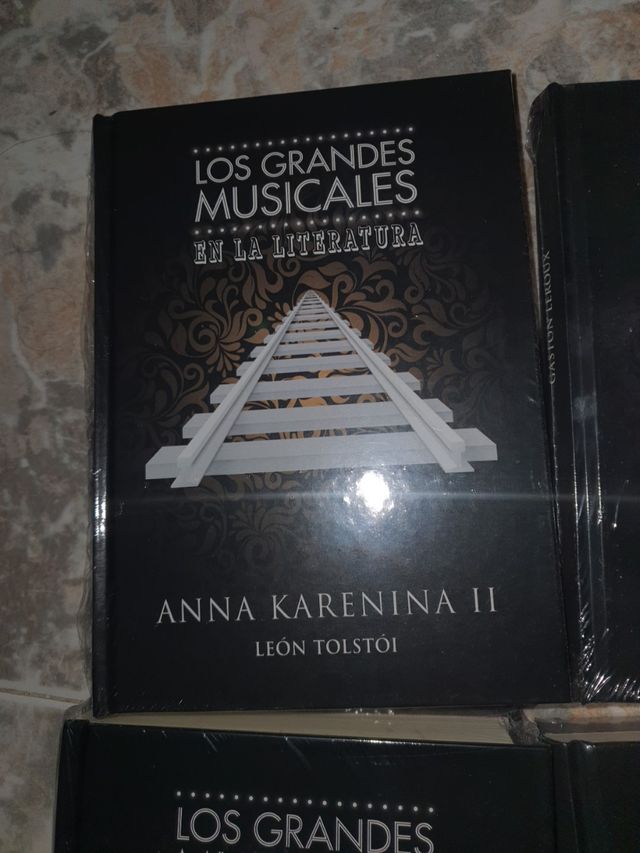 LOS GRANDES
MUSICALES
EN LA LITERATURA
ANNA KARENINA II
LEÓN TOLSTÓI
GASTON LEROUX
LOS GRANDES